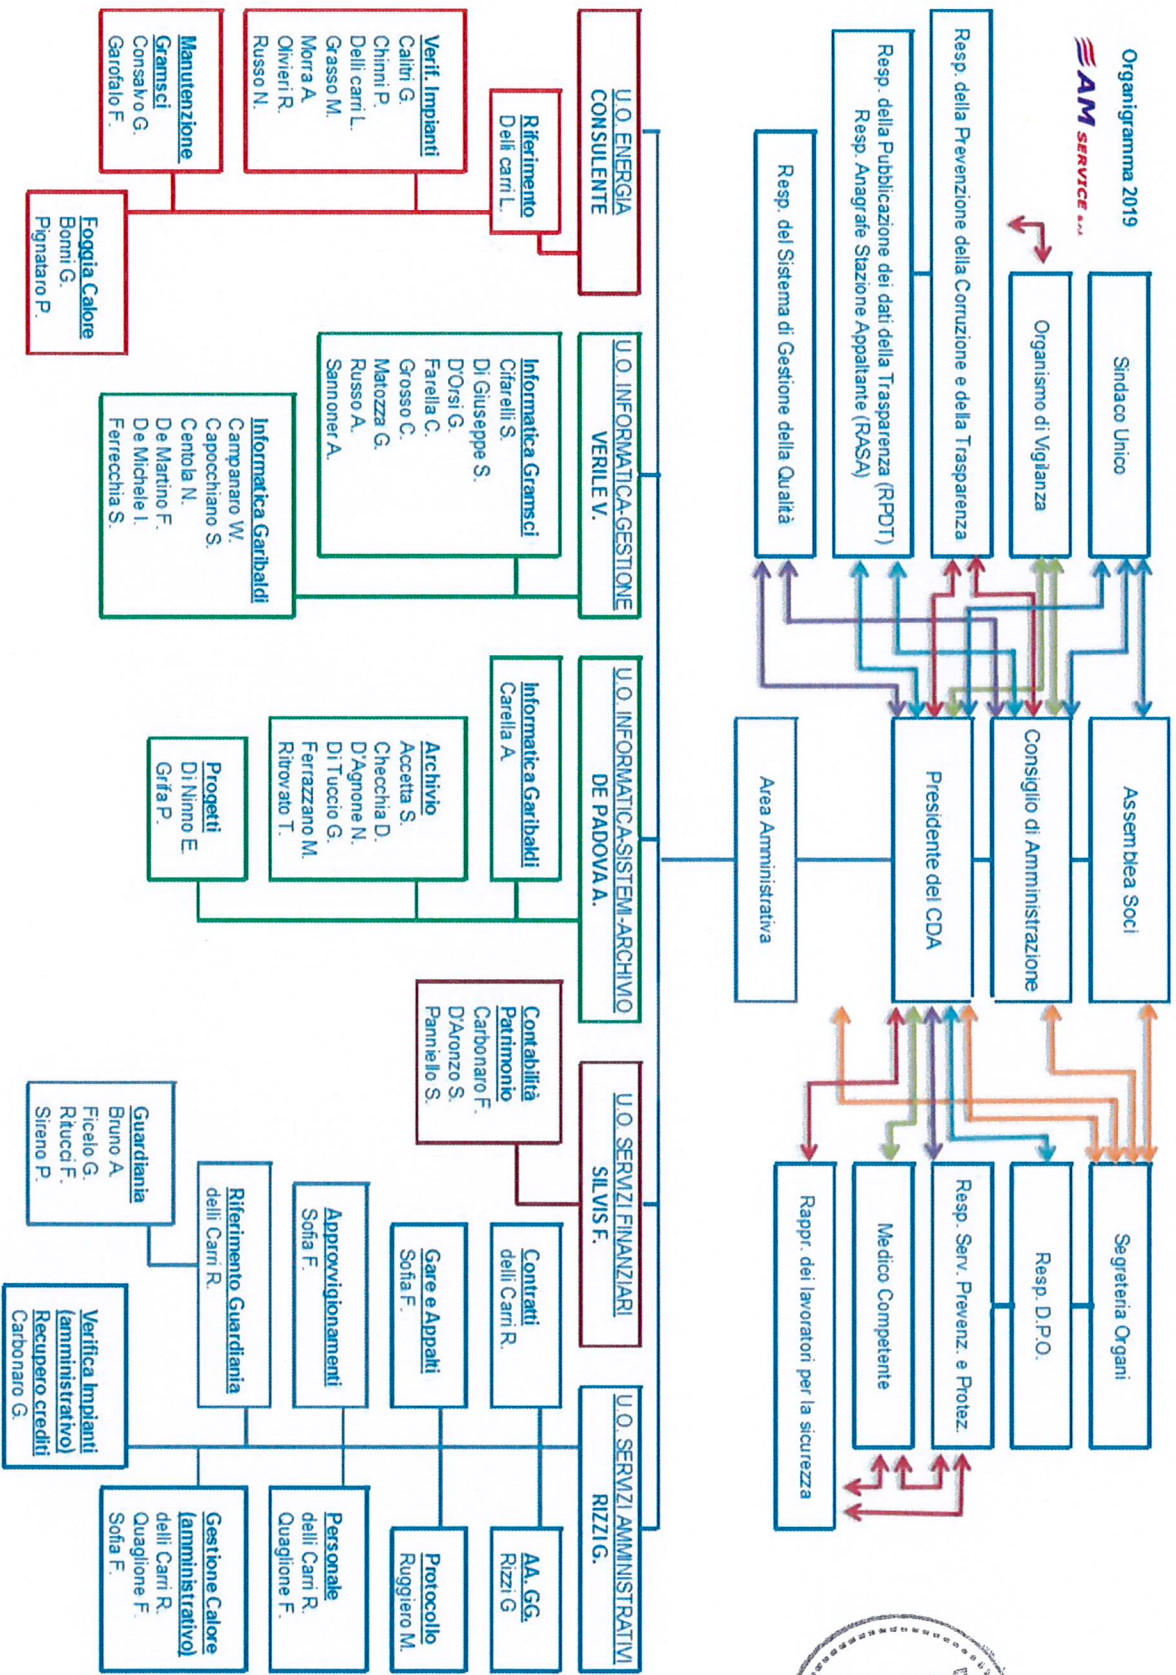 Organigramma 2019
AM SERVICE s.r.l.
Sindaco Unico
Organismo di Vigilanza
Resp. della Prevenzione della Corruzione e della Trasparenza
Resp. della Pubblicazione dei dati della Trasparenza (RPDT)
Resp. Anagrafe Stazione Appaltante (RASA)
Resp. del Sistema di Gestione della Qualità
Assemblea Soci
Consiglio di Amministrazione
Presidente del CDA
Area Amministrativa
Segreteria Organi
Resp. D.P.O.
Resp. Serv. Prevenz. e Protez.
Medico Competente
Rappr. dei lavoratori per la sicurezza
U.O. ENERGIA
CONSULENTE
Riferimento
Delli carri L.
Verif. Impianti
Calitri G.
Chinni P.
Delli carri L.
Grasso M.
Morra A.
Olivieri R.
Russo N.
Manutenzione
Gramsci
Consalvo G.
Garofalo F.
Foggia Calore
Bonni G.
Pignataro P.
U.O. INFORMATICA-GESTIONE
VERILE V.
Informatica Gramsci
Cifarelli S.
Di Giuseppe S.
D'Orsi G.
Farella C.
Grosso C.
Matozza G.
Russo A.
Sannoner A.
Informatica Garibaldi
Campanaro W.
Capocchiano S.
Centola N.
De Martino F.
De Michele I.
Ferrecchia S.
U.O. INFORMATICA-SISTEMI-ARCHIVIO
DE PADOVA A.
Informatica Garibaldi
Carella A.
Archivio
Accetta S.
Checchia D.
D'Agnone N.
Di Tuccio G.
Ferrazzano M.
Ritrovato T.
Progetti
Di Ninno E.
Grifa P.
U.O. SERVIZI FINANZIARI
SILVIS F.
Contabilità
Patrimonio
Carbonaro F.
D'Aronzo S.
Panniello S.
U.O. SERVIZI AMMINISTRATIVI
RIZZI G.
Contratti
delli Carri R.
AA. GG.
Rizzi G
Gare e Appalti
Sofia F.
Protocollo
Ruggiero M.
Approvvigionamenti
Sofia F.
Personale
delli Carri R.
Quaglione F.
Riferimento Guardiania
delli Carri R.
Guardiania
Bruno A.
Ficelo G.
Ritucci F.
Sireno P.
Gestione Calore
(amministrativo)
delli Carri R.
Quaglione F.
Sofia F.
Verifica Impianti
(amministrativo)
Recupero crediti
Carbonaro G.